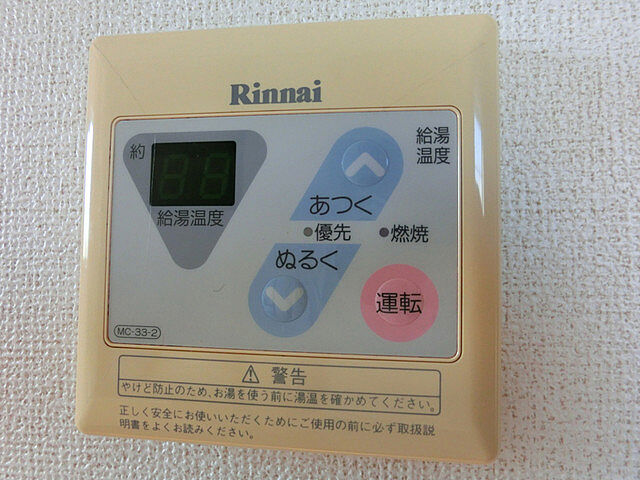 Rinnai
約
給湯温度
給湯
温度
あつく
優先
燃焼
ぬるく
運転
MC-33-2
警告
やけど防止のため、お湯を使う前に湯温を確かめてください。
正しく安全にお使いいただくためにご使用の前に必ず取扱説
明書をよくお読みください。